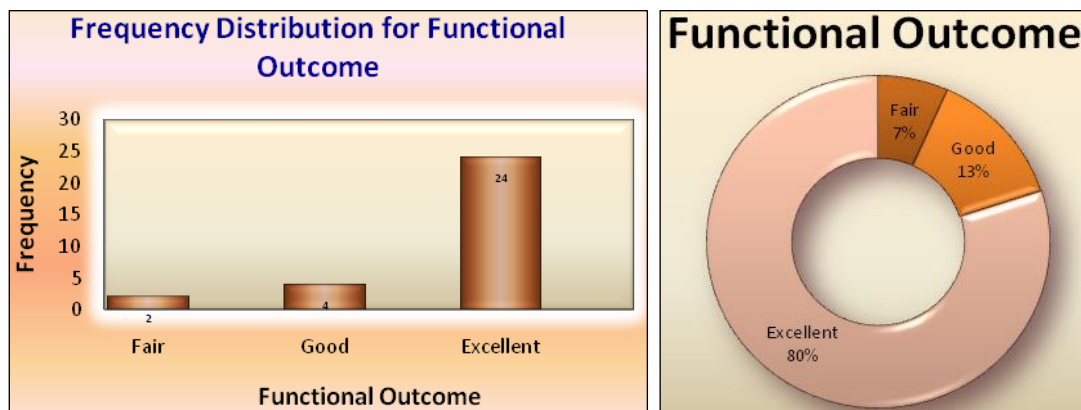 Frequency Distribution for Functional
Outcome
Frequency
30
25
20
15
10
5
0
2
4
24
Fair
Good
Excellent
Functional Outcome
Functional Outcome
Fair
7%
Good
13%
Excellent
80%